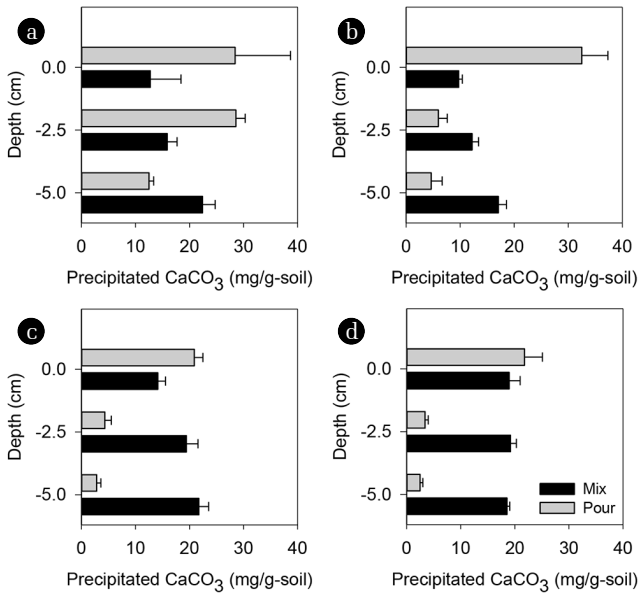 a
Depth (cm)
0.0
-2.5
-5.0
0 10 20 30 40
Precipitated CaCO3 (mg/g-soil)
b
Depth (cm)
0.0
-2.5
-5.0
0 10 20 30 40
Precipitated CaCO3 (mg/g-soil)
c
Depth (cm)
0.0
-2.5
-5.0
0 10 20 30 40
Precipitated CaCO3 (mg/g-soil)
d
Depth (cm)
0.0
-2.5
-5.0
Mix
Pour
0 10 20 30 40
Precipitated CaCO3 (mg/g-soil)